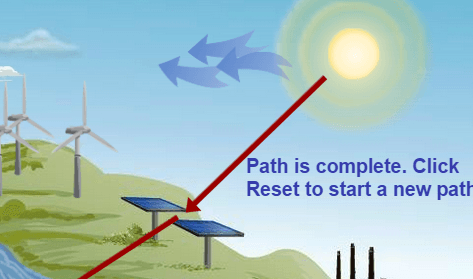 Path is complete. Click
Reset to start a new path